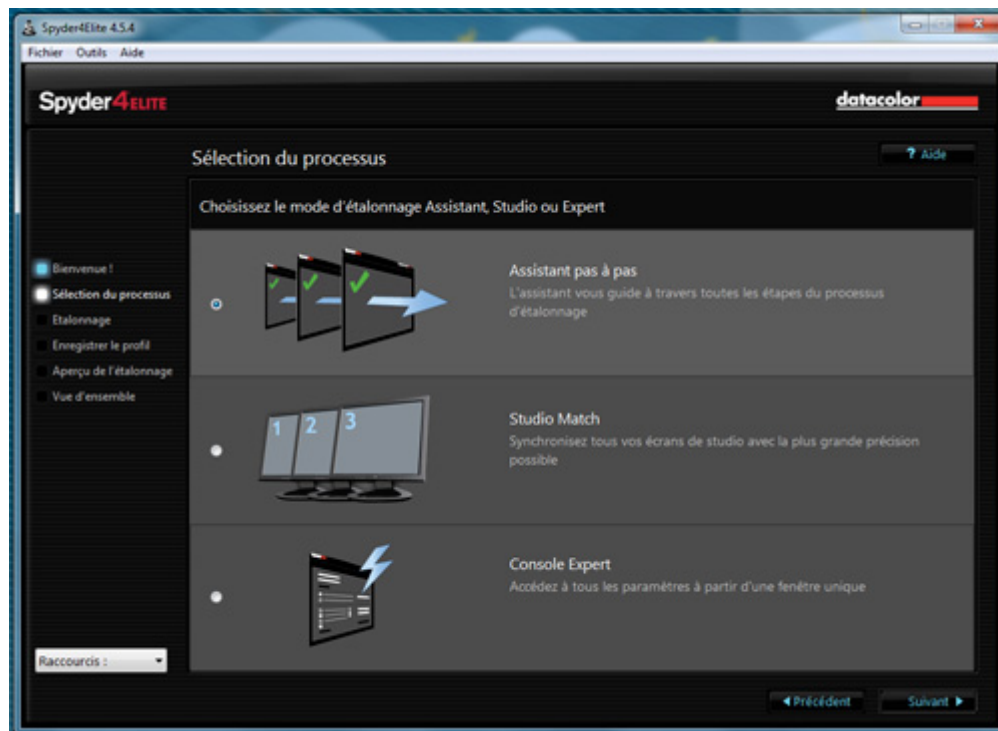 Spyder4Elite 4.5.4
Fichier Outils Aide
Spyder4ELITE
datacolor
Sélection du processus
? Aide
Choisissez le mode d'étalonnage Assistant, Studio ou Expert
Bienvenue !
Sélection du processus
Etalonnage
Enregistrer le profil
Aperçu de l'étalonnage
Vue d'ensemble
Assistant pas à pas
L'assistant vous guide à travers toutes les étapes du processus
d'étalonnage
1 2 3
Studio Match
Synchronisez tous vos écrans de studio avec la plus grande précision
possible
Console Expert
Accédez à tous les paramètres à partir d'une fenêtre unique
Raccourcis :
Précédent
Suivant